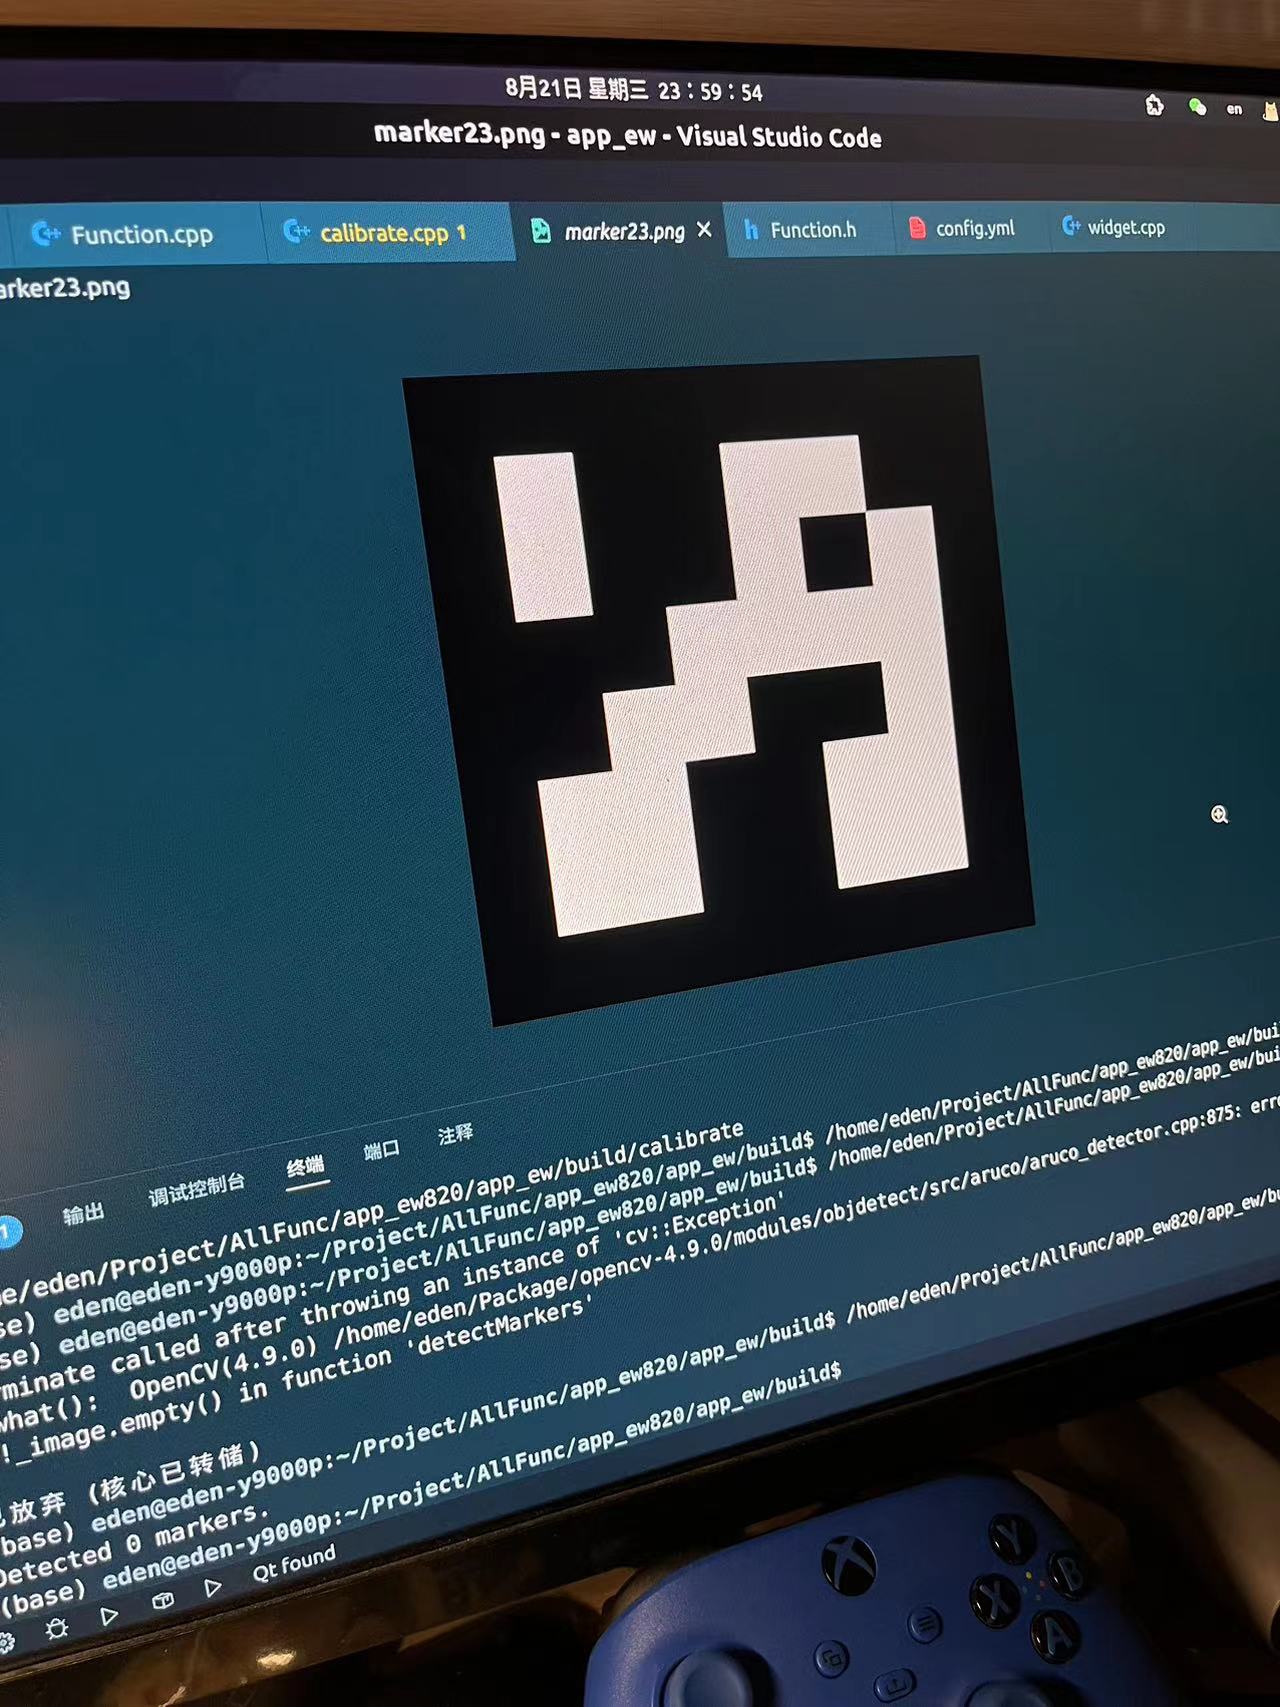 8月21日 星期三 23：59：54
en
marker23.png - app_ew - Visual Studio Code
Function.cpp
calibrate.cpp 1
marker23.png
Function.h
config.yml
widget.cpp
arker23.png
1
输出
调试控制台
终端
端口
注释
e/eden/Project/AllFunc/app_ew820/app_ew/build/calibrate
se) eden@eden-y9000p:~/Project/AllFunc/app_ew820/app_ew/build$ /home/eden/Project/AllFunc/app_ew820/app_ew/bui
se) eden@eden-y9000p:~/Project/AllFunc/app_ew820/app_ew/build$ /home/eden/Project/AllFunc/app_ew820/app_ew/bui
rminate called after throwing an instance of 'cv::Exception'
what(): OpenCV(4.9.0) /home/eden/Package/opencv-4.9.0/modules/objdetect/src/aruco/aruco_detector.cpp:875: erro
!_image.empty() in function 'detectMarkers'
放弃 (核心已转储)
(base) eden@eden-y9000p:~/Project/AllFunc/app_ew820/app_ew/build$ /home/eden/Project/AllFunc/app_ew820/app_ew/bu
Detected 0 markers.
(base) eden@eden-y9000p:~/Project/AllFunc/app_ew820/app_ew/build$
Qt found
Y
B
X
A